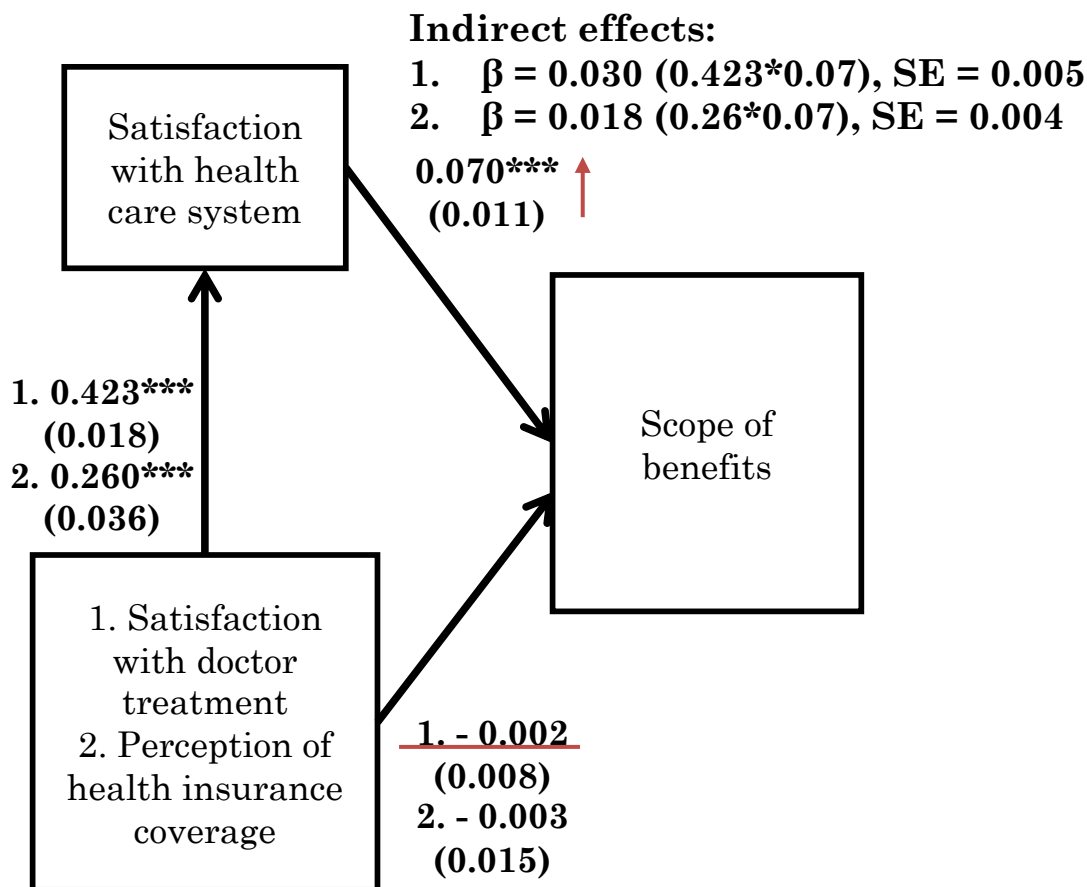 Indirect effects:
1. β = 0.030 (0.423*0.07), SE = 0.005
2. β = 0.018 (0.26*0.07), SE = 0.004
Satisfaction
with health
care system
0.070***
(0.011)
1. 0.423***
(0.018)
2. 0.260***
(0.036)
Scope of
benefits
1. Satisfaction
with doctor
treatment
2. Perception of
health insurance
coverage
1. - 0.002
(0.008)
2. - 0.003
(0.015)